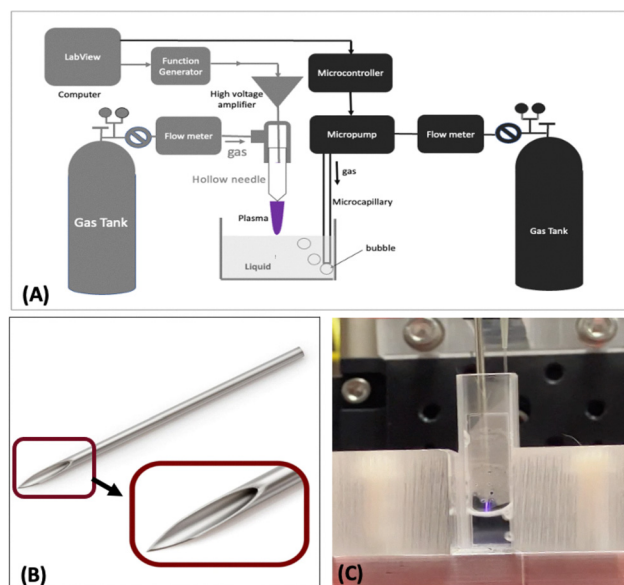 LabView
Computer
Function
Generator
High voltage
amplifier
Microcontroller
Flow meter
gas
Micropump
Flow meter
Hollow needle
gas
Microcapillary
Gas Tank
Plasma
Gas Tank
bubble
Liquid
(A)
(B)
(C)